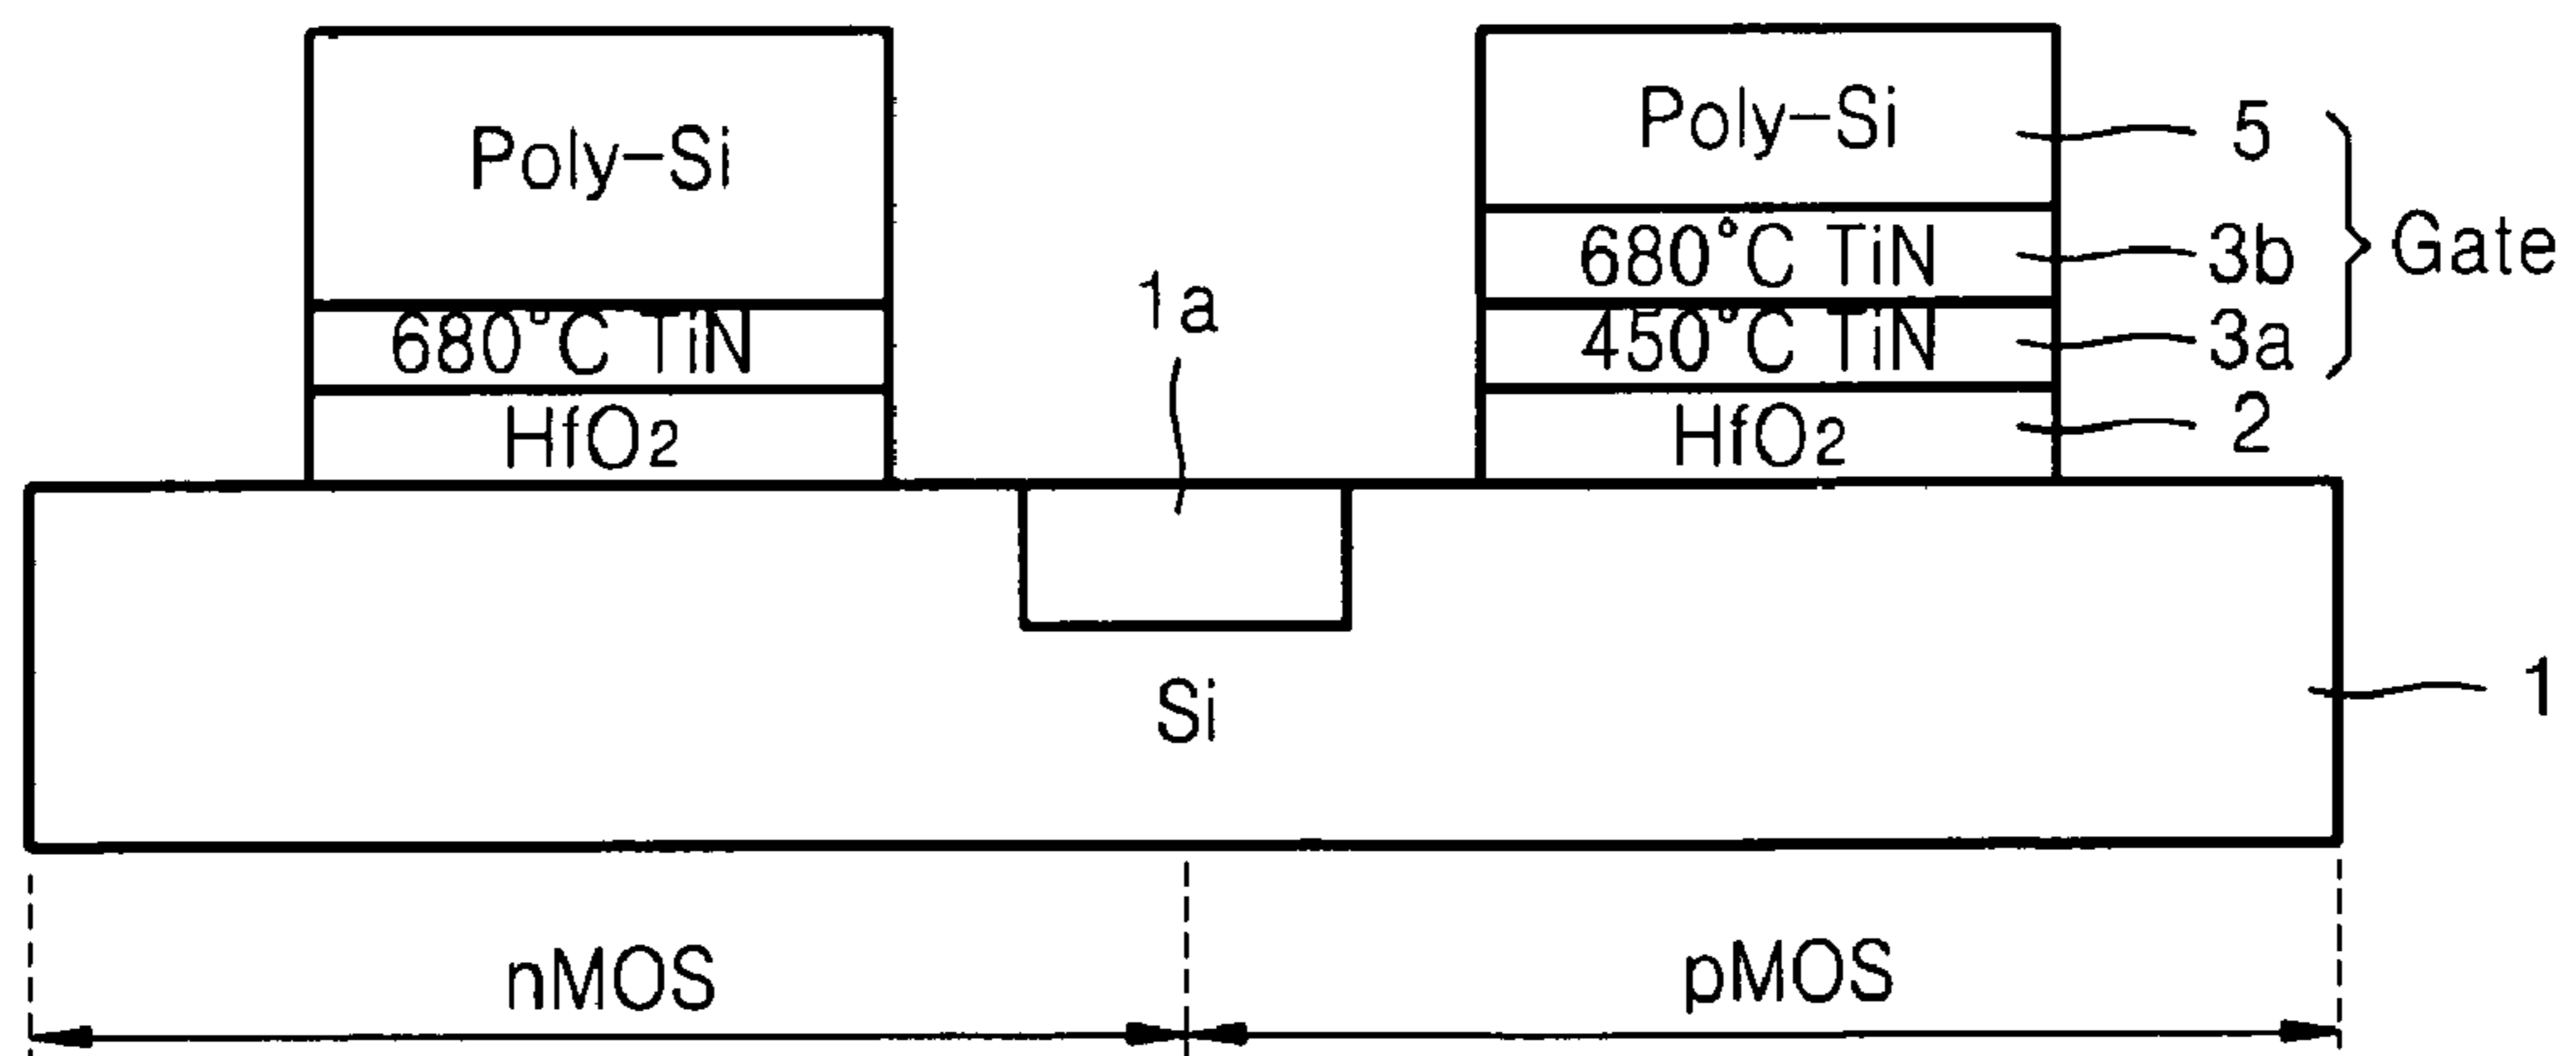 Poly-Si
680°C TiN
HfO2
1a
Poly-Si
680°C TiN
450°C TiN
HfO2
5
3b
3a
2
Gate
Si
1
nMOS
pMOS